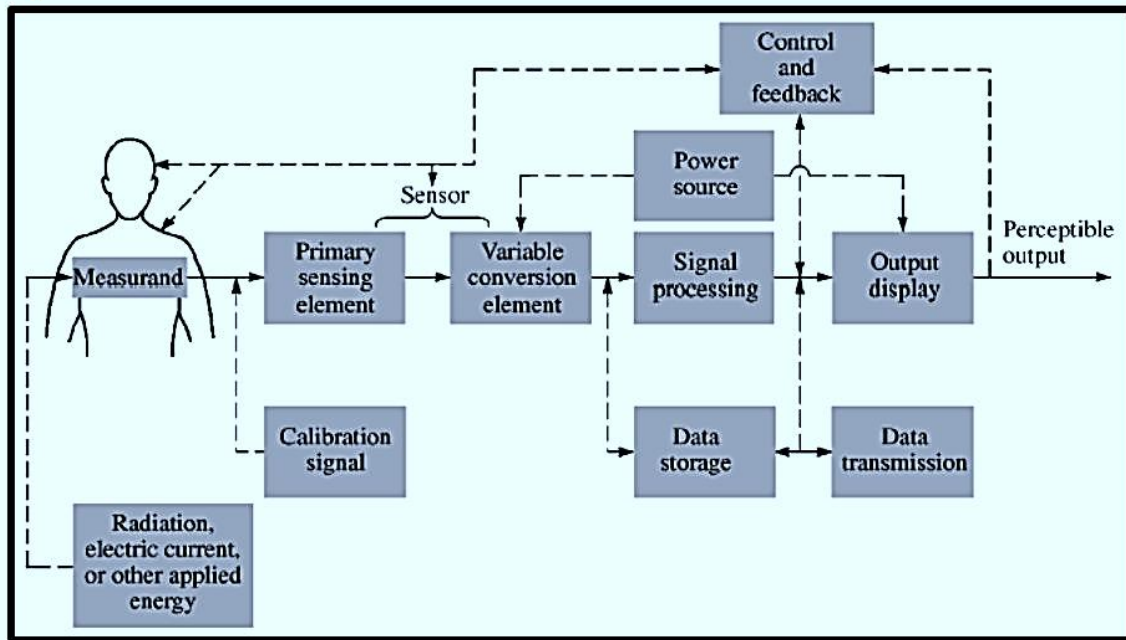 Control
and
feedback
Power
source
Sensor
Perceptible
output
Measurand
Primary
sensing
element
Variable
conversion
element
Signal
processing
Output
display
Calibration
signal
Data
storage
Data
transmission
Radiation,
electric current,
or other applied
energy